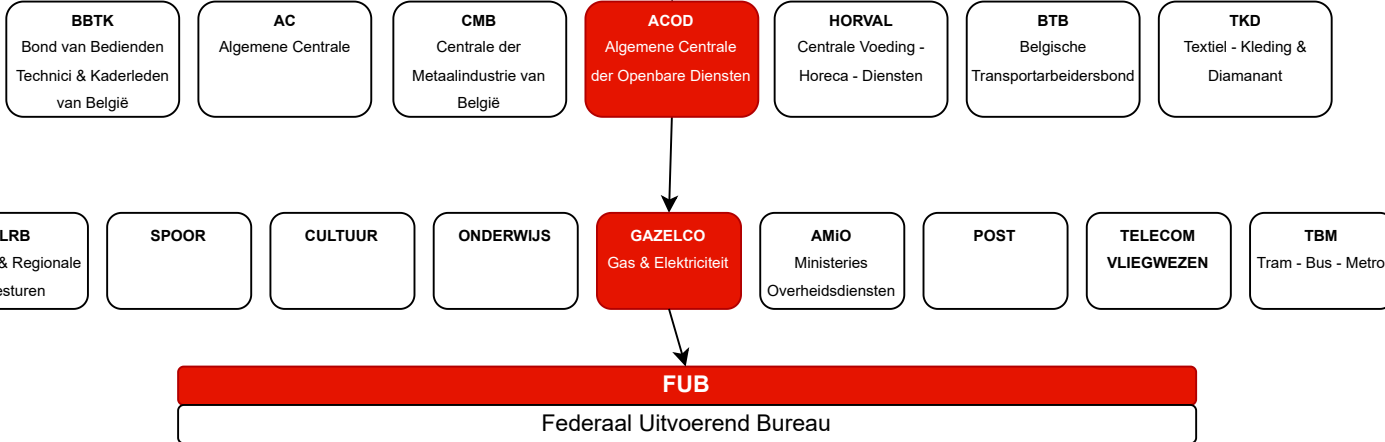 BBTK
Bond van Bedienden
Technici & Kaderleden
van België
AC
Algemene Centrale
CMB
Centrale der
Metaalindustrie van
België
ACOD
Algemene Centrale
der Openbare Diensten
HORVAL
Centrale Voeding -
Horeca - Diensten
BTB
Belgische
Transportarbeidersbond
TKD
Textiel - Kleding &
Diamanant
LRB
& Regionale
esturen
SPOOR
CULTUUR
ONDERWIJS
GAZELCO
Gas & Elektriciteit
AMiO
Ministeries
Overheidsdiensten
POST
TELECOM
VLIEGWEZEN
TBM
Tram - Bus - Metro
FUB
Federaal Uitvoerend Bureau